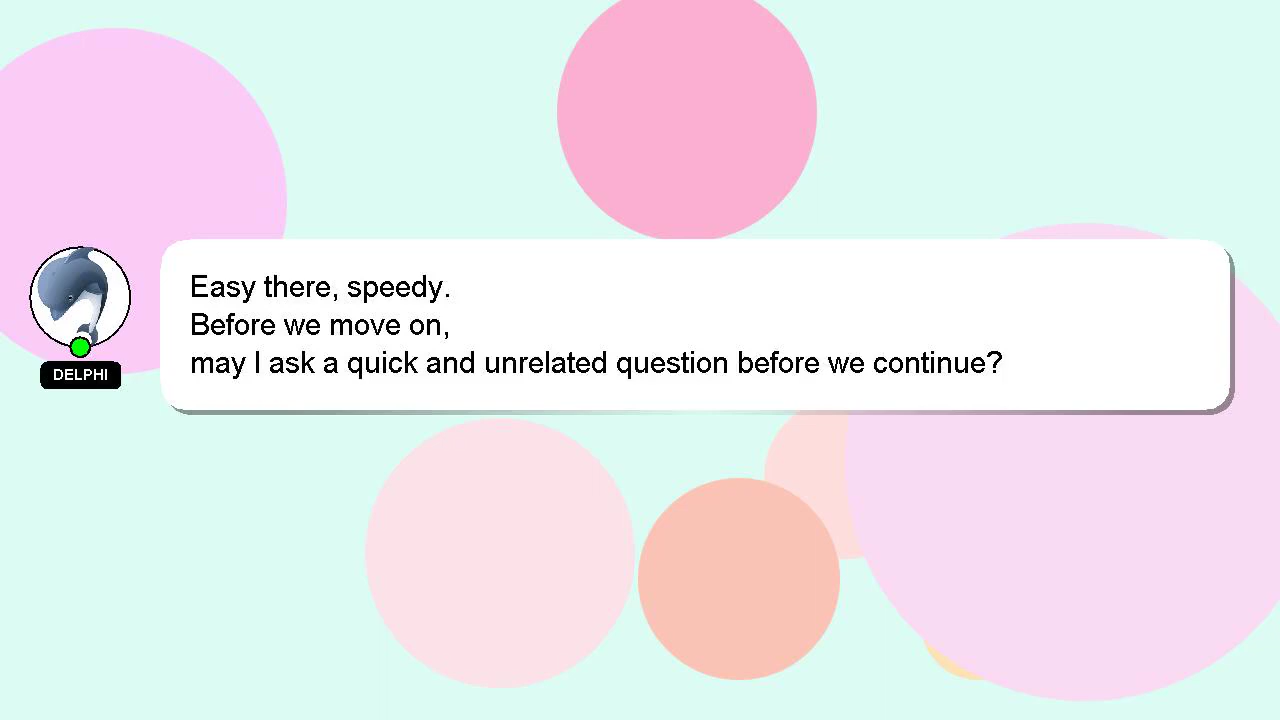 Easy there, speedy.
Before we move on,
may I ask a quick and unrelated question before we continue?
DELPHI